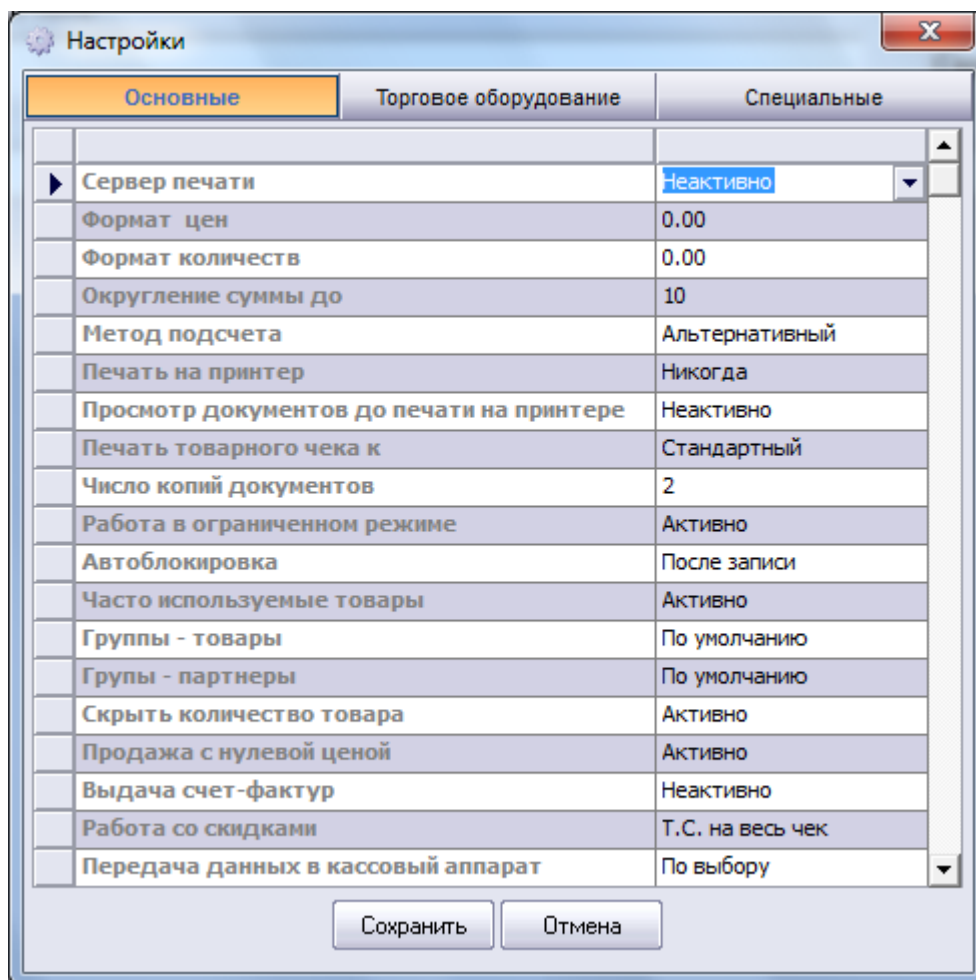 Настройки
Основные Торговое оборудование Специальные
Сервер печати Неактивно
Формат цен 0.00
Формат количеств 0.00
Округление суммы до 10
Метод подсчета Альтернативный
Печать на принтер Никогда
Просмотр документов до печати на принтере Неактивно
Печать товарного чека к Стандартный
Число копий документов 2
Работа в ограниченном режиме Активно
Автоблокировка После записи
Часто используемые товары Активно
Группы - товары По умолчанию
Групы - партнеры По умолчанию
Скрыть количество товара Активно
Продажа с нулевой ценой Активно
Выдача счет-фактур Неактивно
Работа со скидками Т.С. на весь чек
Передача данных в кассовый аппарат По выбору
Сохранить Отмена